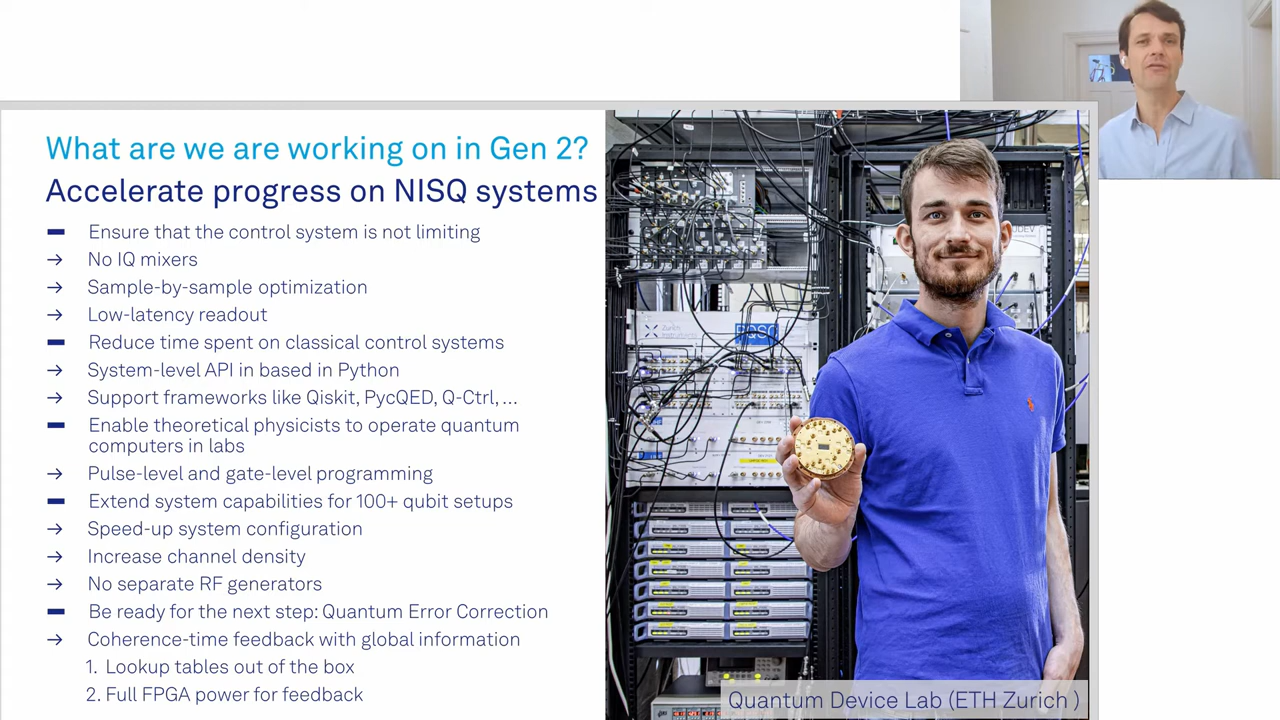 What are we are working on in Gen 2?
Accelerate progress on NISQ systems
Ensure that the control system is not limiting
→ No IQ mixers
→ Sample-by-sample optimization
→ Low-latency readout
Reduce time spent on classical control systems
→ System-level API in based in Python
→ Support frameworks like Qiskit, PycQED, Q-Ctrl, ...
Enable theoretical physicists to operate quantum
computers in labs
→ Pulse-level and gate-level programming
Extend system capabilities for 100+ qubit setups
→ Speed-up system configuration
→ Increase channel density
→ No separate RF generators
Be ready for the next step: Quantum Error Correction
→ Coherence-time feedback with global information
1. Lookup tables out of the box
2. Full FPGA power for feedback
Zurich
Instruments
PQSC
Quantum Device Lab (ETH Zurich )